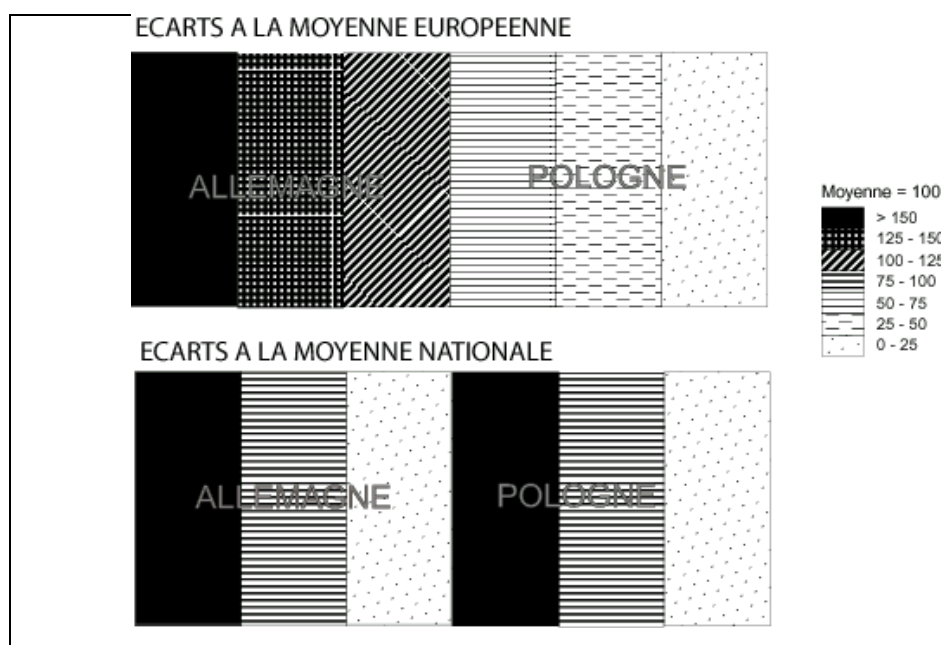 ECARTS A LA MOYENNE EUROPEENNE
ALLEMAGNE
POLOGNE
Moyenne = 100
> 150
125 - 150
100 - 125
75 - 100
50 - 75
25 - 50
0 - 25
ECARTS A LA MOYENNE NATIONALE
ALLEMAGNE
POLOGNE